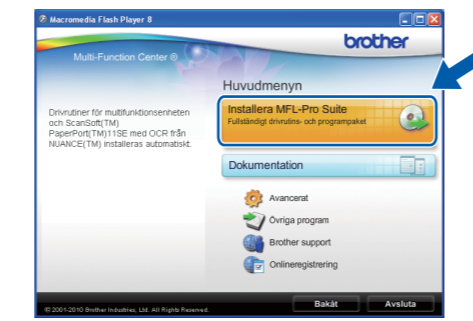 Macromedia Flash Player 8
brother
Multi-Function Center ®
Huvudmenyn
Installera MFL-Pro Suite
Fullständigt drivrutins- och programpaket
Drivrutiner för multifunktionsenheten
och ScanSoft(TM)
PaperPort(TM)11SE med OCR från
NUANCE(TM) installeras automatiskt.
Dokumentation
Avancerat
Övriga program
Brother support
Onlineregistrering
© 2001-2010 Brother Industries, Ltd. All Rights Reserved.
Bakåt
Avsluta